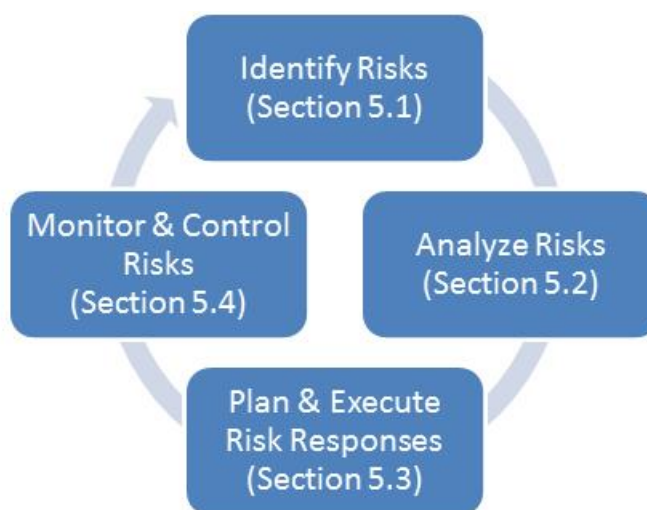 Identify Risks
(Section 5.1)
Analyze Risks
(Section 5.2)
Plan & Execute
Risk Responses
(Section 5.3)
Monitor & Control
Risks
(Section 5.4)